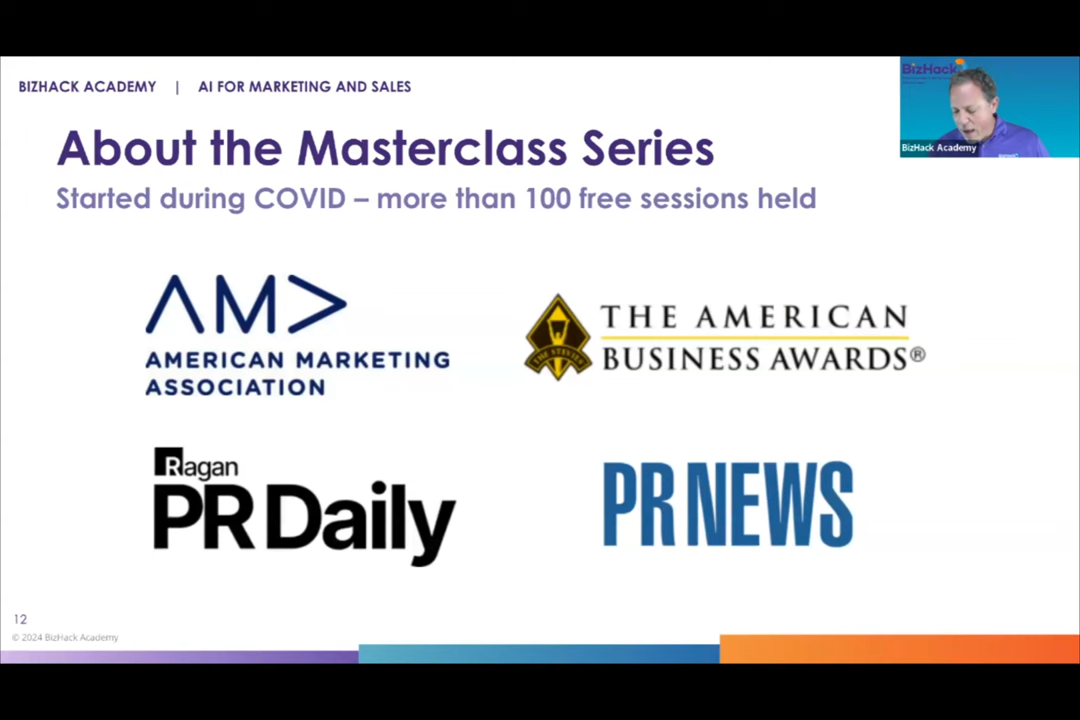 BIZHACK ACADEMY | AI FOR MARKETING AND SALES
BizHack
BizHack Academy
About the Masterclass Series
Started during COVID – more than 100 free sessions held
AMERICAN MARKETING
ASSOCIATION
THE AMERICAN
BUSINESS AWARDS®
THE STEVIE
Ragan
PR Daily
PR NEWS
12
© 2024 BizHack Academy